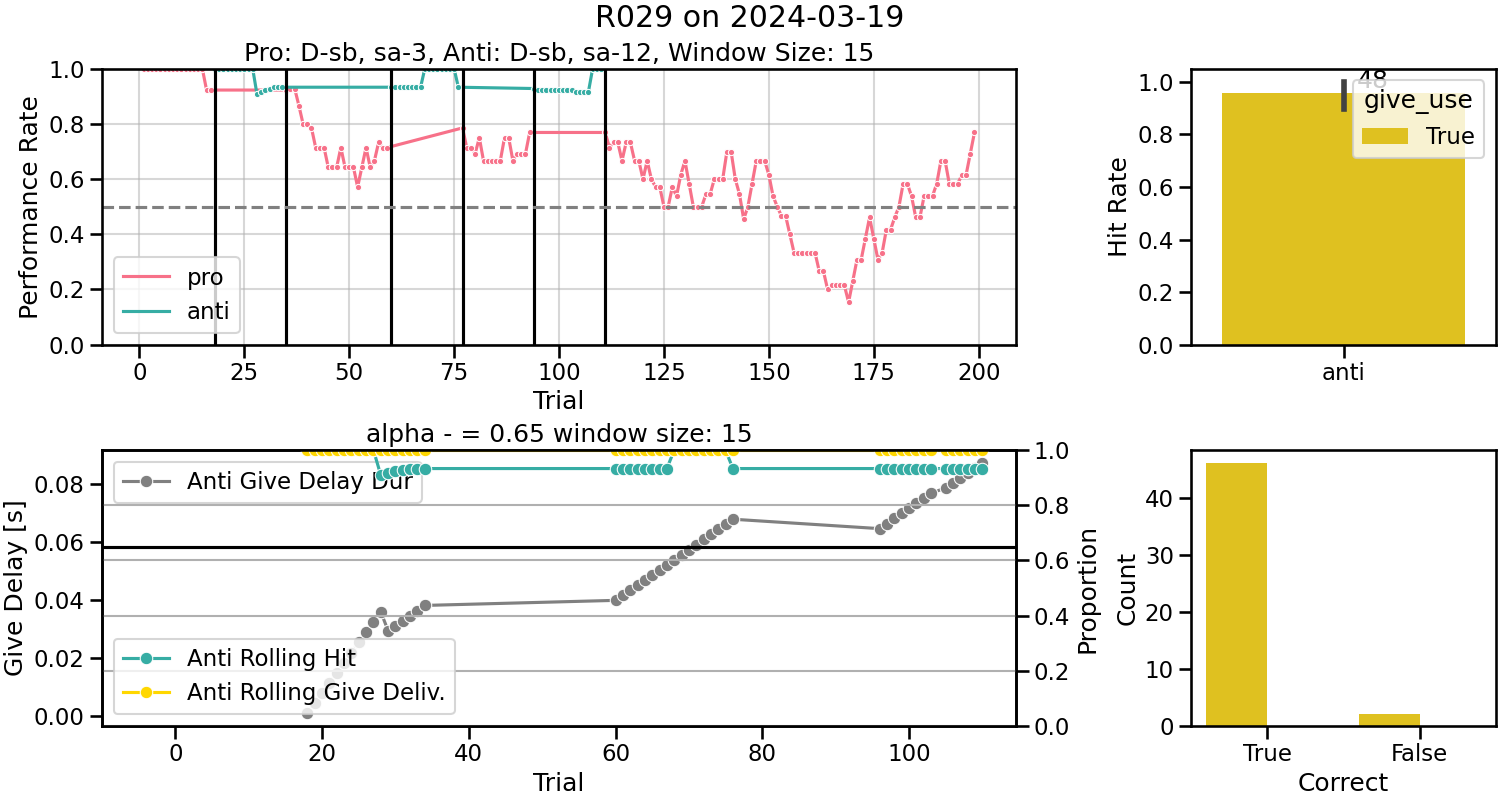 R029 on 2024-03-19
Pro: D-sb, sa-3, Anti: D-sb, sa-12, Window Size: 15
Performance Rate
1.0
0.8
0.6
0.4
0.2
0.0
pro
anti
0 25 50 75 100 125 150 175 200
Trial
Hit Rate
1.0
0.8
0.6
0.4
0.2
0.0
48
give_use
True
anti
alpha - = 0.65 window size: 15
Give Delay [s]
0.08
0.06
0.04
0.02
0.00
Anti Give Delay Dur
Anti Rolling Hit
Anti Rolling Give Deliv.
1.0
0.8
0.6
0.4
0.2
0.0
Proportion
0 20 40 60 80 100
Trial
Count
40
30
20
10
0
True False
Correct